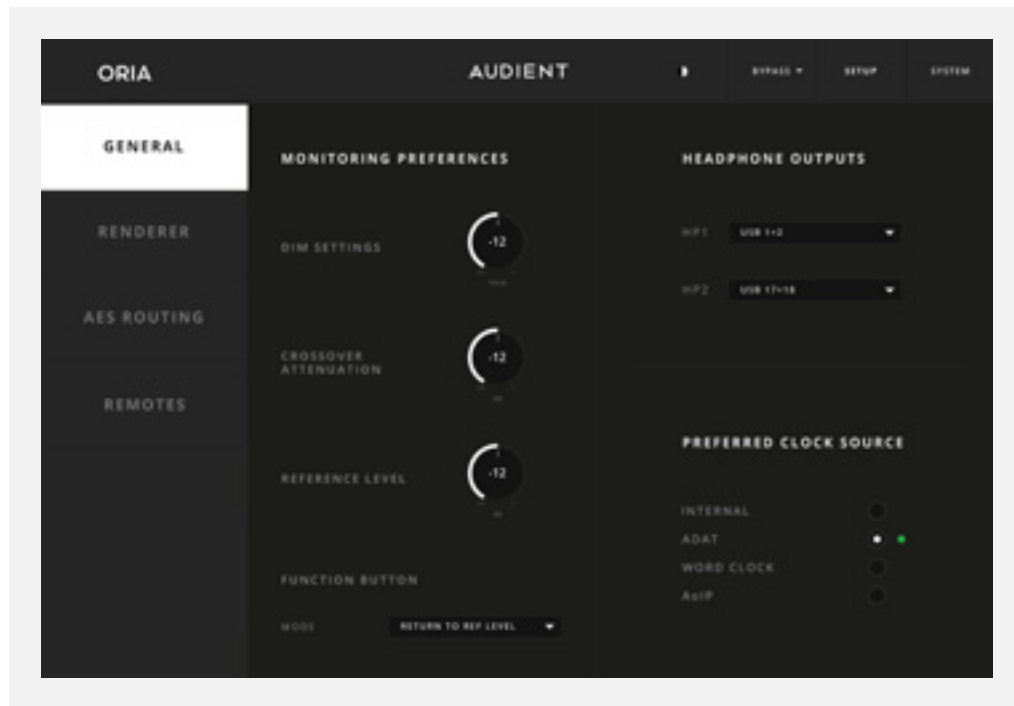 ORIA
AUDIENT
BYPASS
SETUP
SYSTEM
GENERAL
RENDERER
AES ROUTING
REMOTES
MONITORING PREFERENCES
DIM SETTINGS
-12
CROSSOVER
ATTENUATION
-12
REFERENCE LEVEL
-12
FUNCTION BUTTON
MODE
RETURN TO REF LEVEL
HEADPHONE OUTPUTS
HP1
USB 1+2
HP2
USB 17+18
PREFERRED CLOCK SOURCE
INTERNAL
ADAT
WORD CLOCK
AoIP